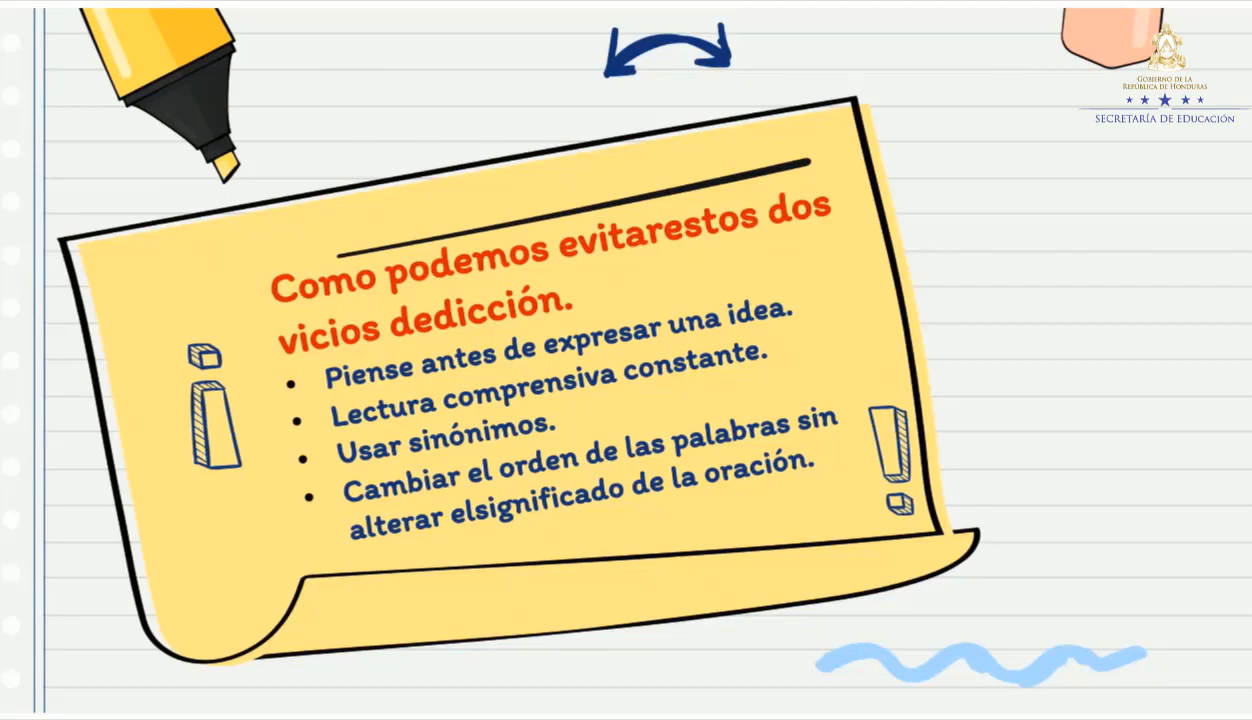 GOBIERNO DE LA
REPÚBLICA DE HONDURAS
SECRETARÍA DE EDUCACIÓN
Como podemos evitarestos dos
vicios dedicción.
• Piense antes de expresar una idea.
• Lectura comprensiva constante.
• Usar sinónimos.
• Cambiar el orden de las palabras sin
alterar elsignificado de la oración.